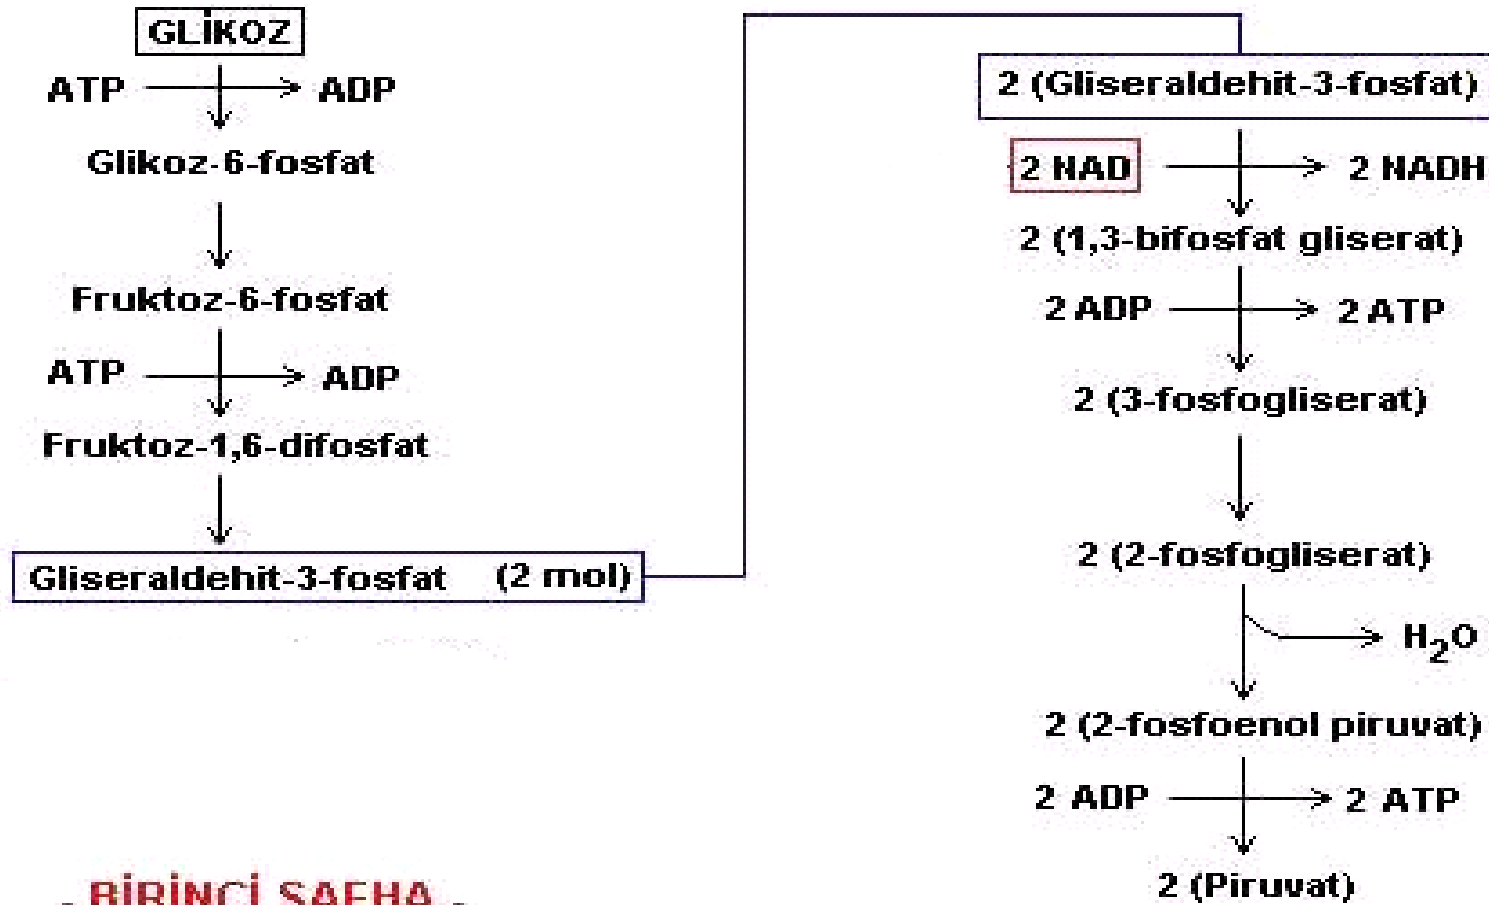 GLİKOZ
ATP ADP
Glikoz-6-fosfat
Fruktoz-6-fosfat
ATP ADP
Fruktoz-1,6-difosfat
Gliseraldehit-3-fosfat (2 mol)
- BİRİNCİ SAFHA -
2 (Gliseraldehit-3-fosfat)
2 NAD 2 NADH
2 (1,3-bifosfat gliserat)
2 ADP 2 ATP
2 (3-fosfogliserat)
2 (2-fosfogliserat)
H₂O
2 (2-fosfoenol piruvat)
2 ADP 2 ATP
2 (Piruvat)